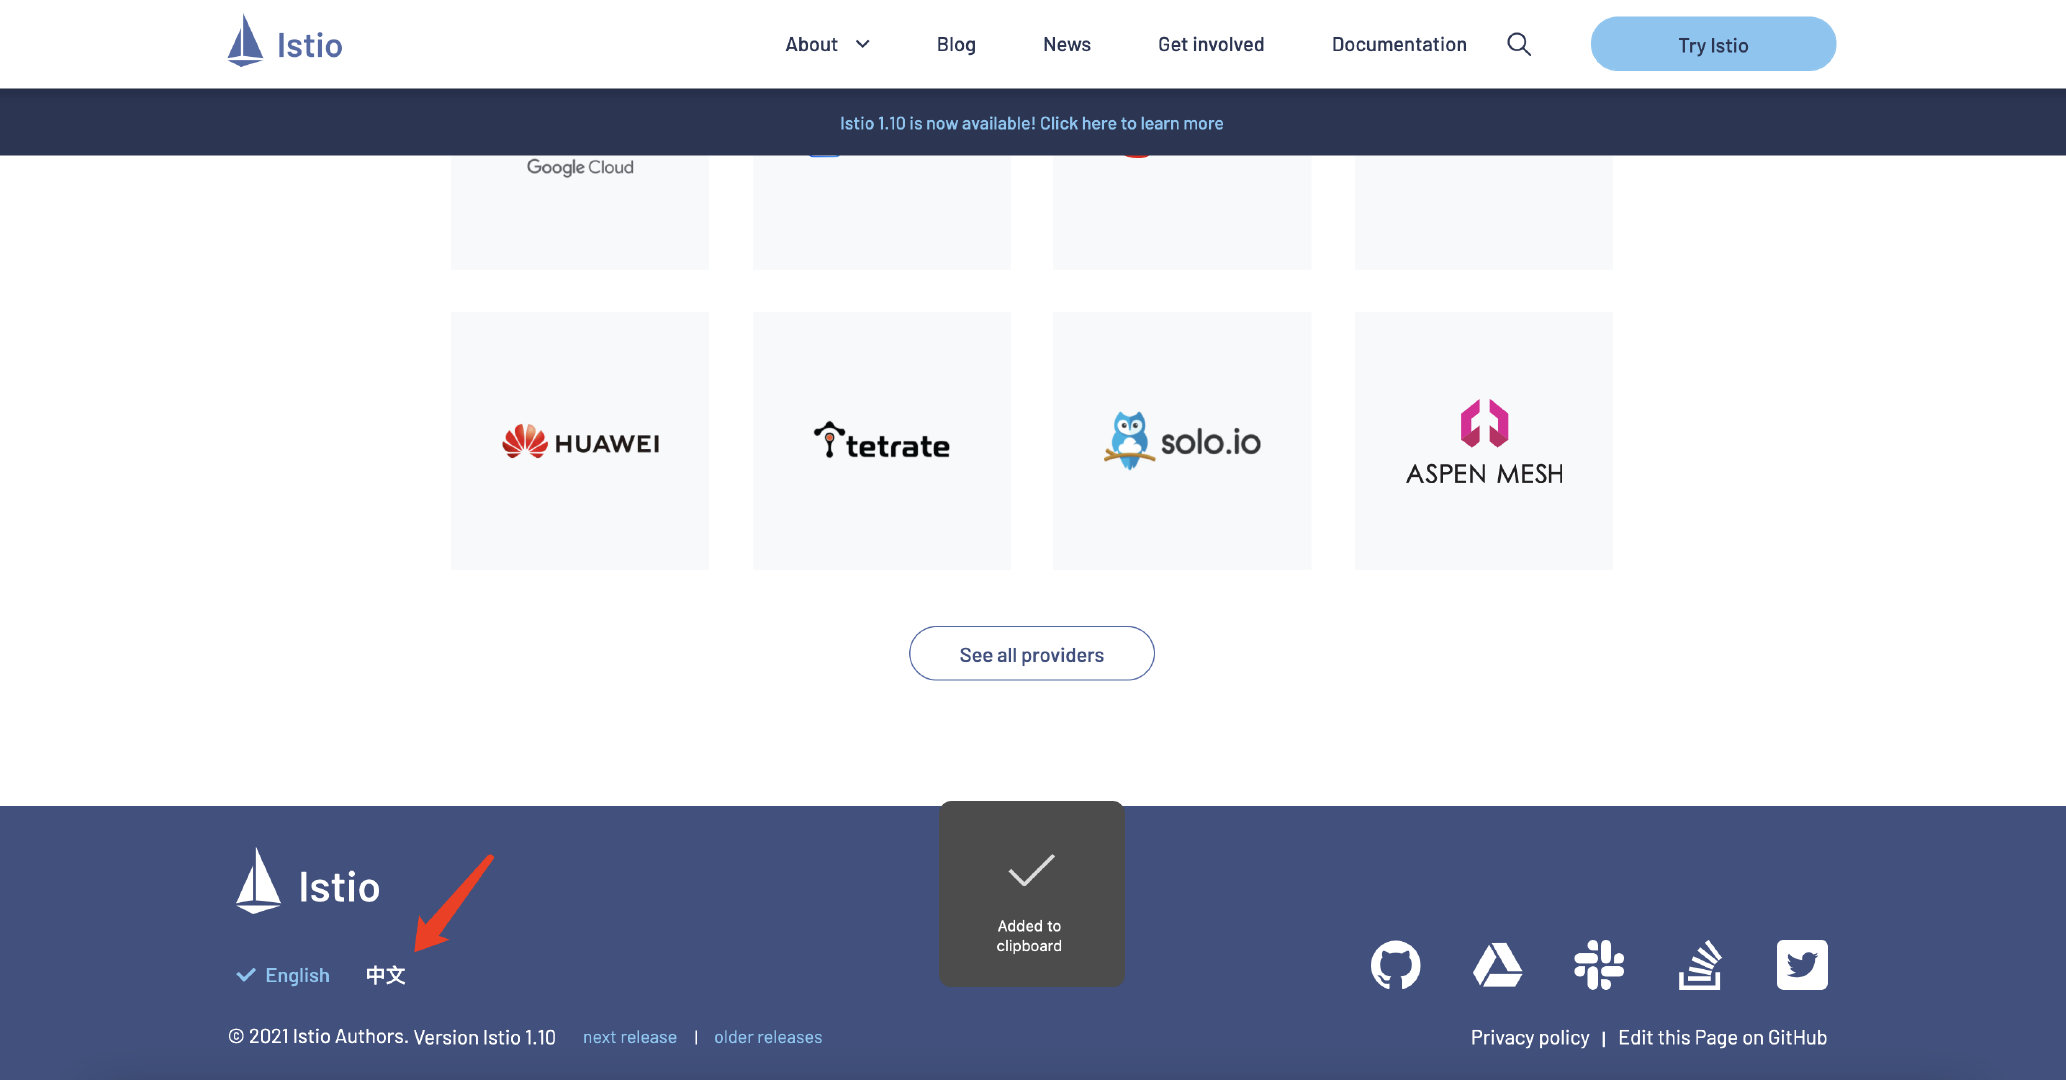 Istio
About
Blog
News
Get involved
Documentation
Try Istio
Istio 1.10 is now available! Click here to learn more
Google Cloud
HUAWEI
tetrate
solo.io
ASPEN MESH
See all providers
Istio
Added to
clipboard
English
中文
© 2021 Istio Authors. Version Istio 1.10
next release | older releases
Privacy policy | Edit this Page on GitHub